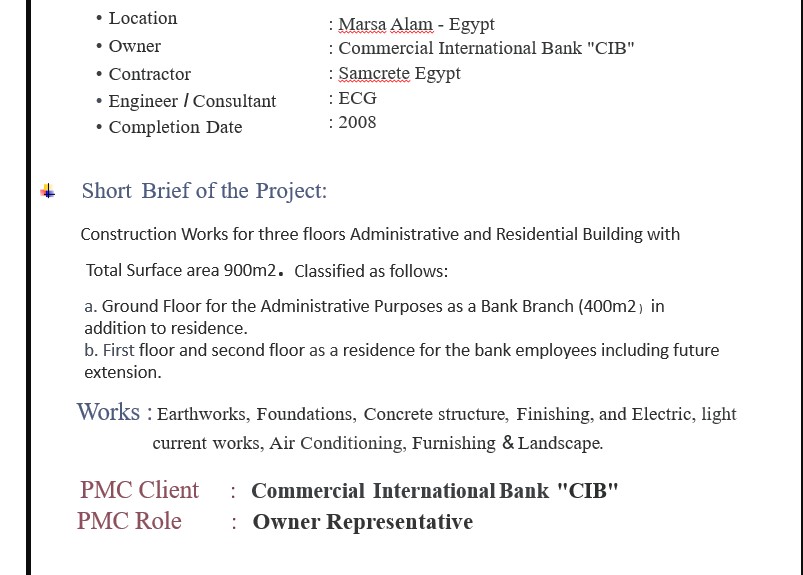 • Location : Marsa Alam - Egypt
• Owner : Commercial International Bank "CIB"
• Contractor : Samcrete Egypt
• Engineer / Consultant : ECG
• Completion Date : 2008
Short Brief of the Project:
Construction Works for three floors Administrative and Residential Building with
Total Surface area 900m2. Classified as follows:
a. Ground Floor for the Administrative Purposes as a Bank Branch (400m2) in
addition to residence.
b. First floor and second floor as a residence for the bank employees including future
extension.
Works : Earthworks, Foundations, Concrete structure, Finishing, and Electric, light
current works, Air Conditioning, Furnishing & Landscape.
PMC Client : Commercial International Bank "CIB"
PMC Role : Owner Representative